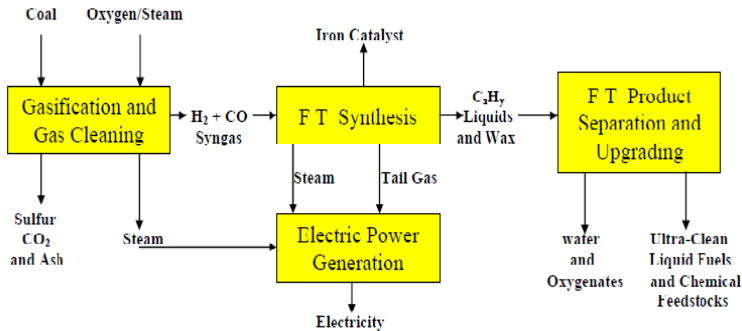 Coal
Oxygen/Steam
Iron Catalyst
Gasification and
Gas Cleaning
H₂ + CO
Syngas
F T Synthesis
CₓHᵧ
Liquids
and Wax
F T Product
Separation and
Upgrading
Steam
Tail Gas
Sulfur
CO₂
and Ash
Steam
Electric Power
Generation
water
and
Oxygenates
Ultra-Clean
Liquid Fuels
and Chemical
Feedstocks
Electricity